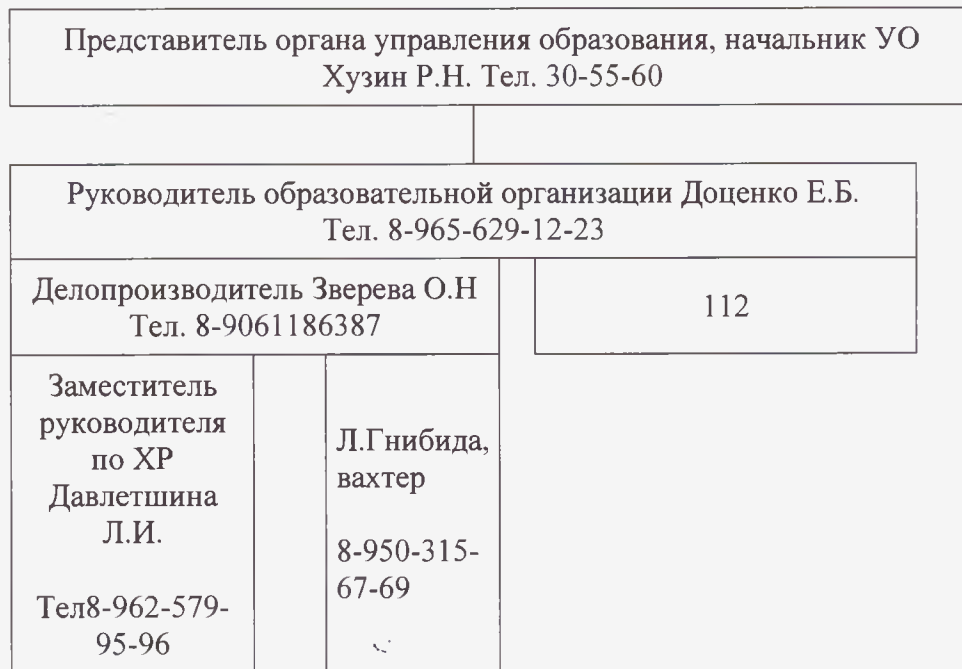 Представитель органа управления образования, начальник УО
Хузин Р.Н. Тел. 30-55-60
Руководитель образовательной организации Доценко Е.Б.
Тел. 8-965-629-12-23
Делопроизводитель Зверева О.Н
Тел. 8-9061186387
112
Заместитель
руководителя
по ХР
Давлетшина
Л.И.
Тел8-962-579-
95-96
Л.Гнибида,
вахтер
8-950-315-
67-69